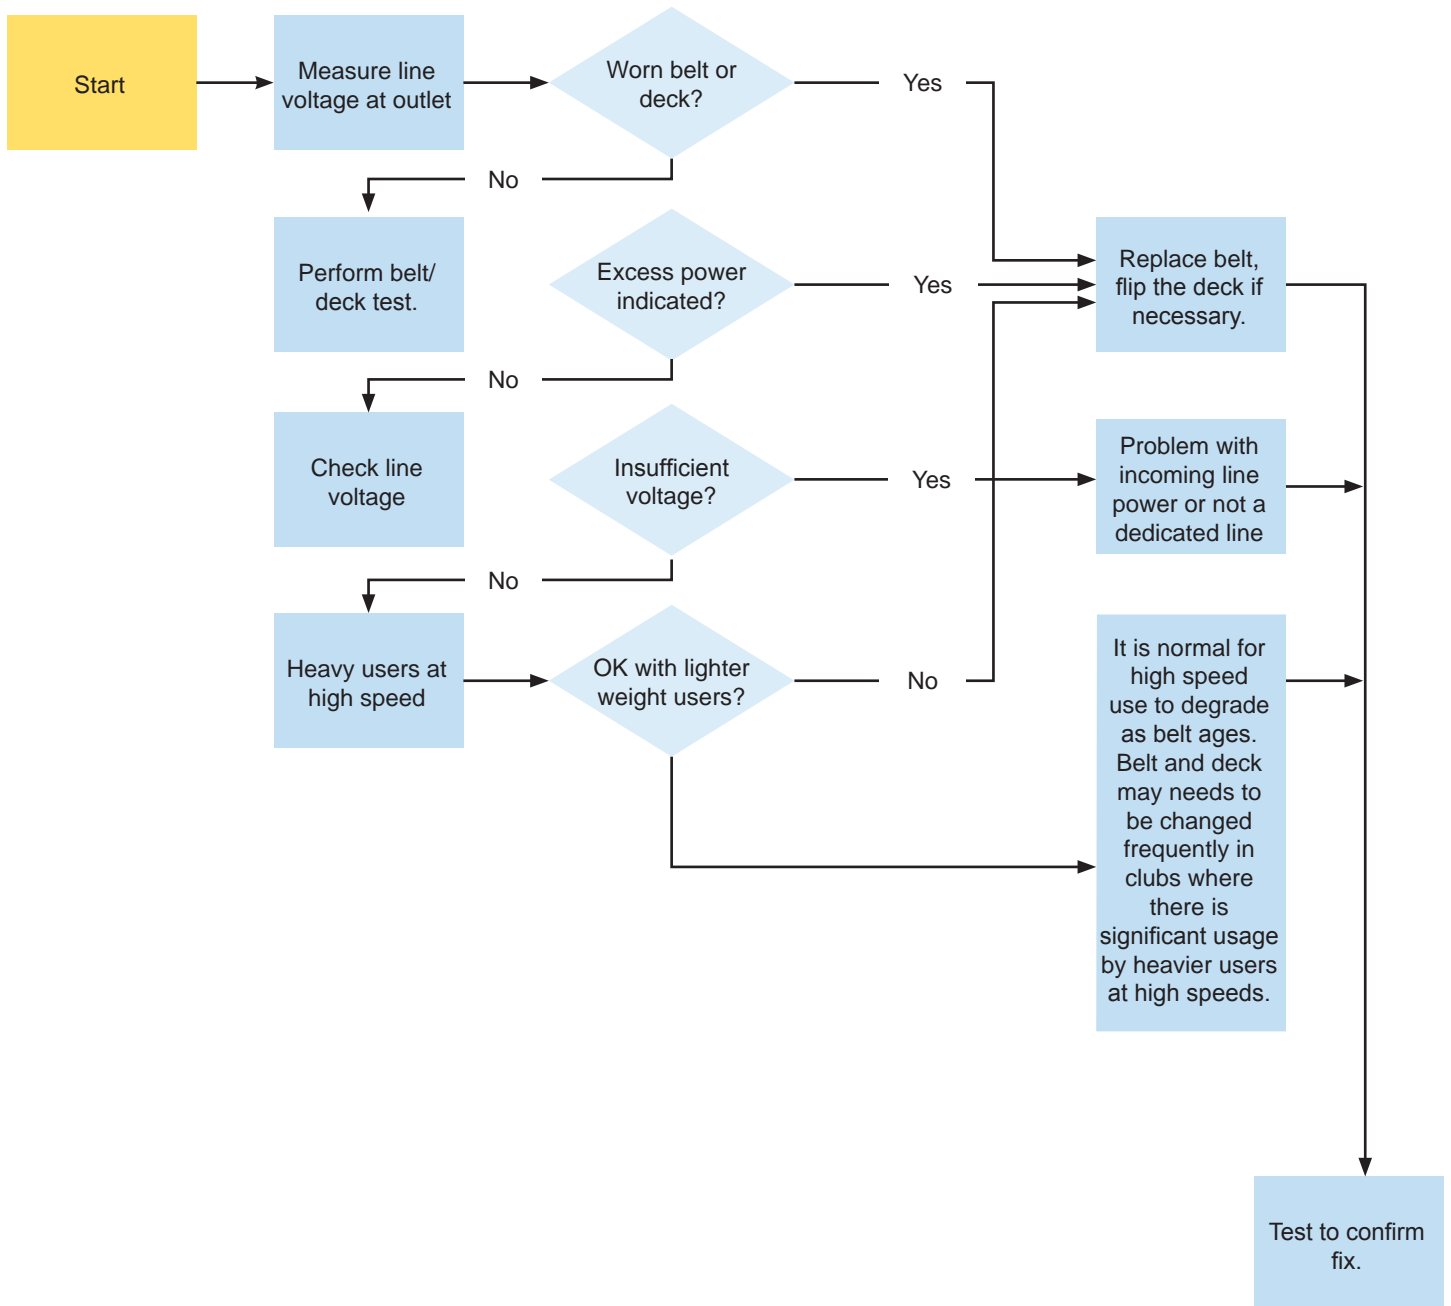 Start
Measure line
voltage at outlet
Worn belt or
deck?
Yes
No
Perform belt/
deck test.
Excess power
indicated?
Yes
Replace belt,
flip the deck if
necessary.
No
Check line
voltage
Insufficient
voltage?
Yes
Problem with
incoming line
power or not a
dedicated line
No
Heavy users at
high speed
OK with lighter
weight users?
No
It is normal for
high speed
use to degrade
as belt ages.
Belt and deck
may needs to
be changed
frequently in
clubs where
there is
significant usage
by heavier users
at high speeds.
Test to confirm
fix.